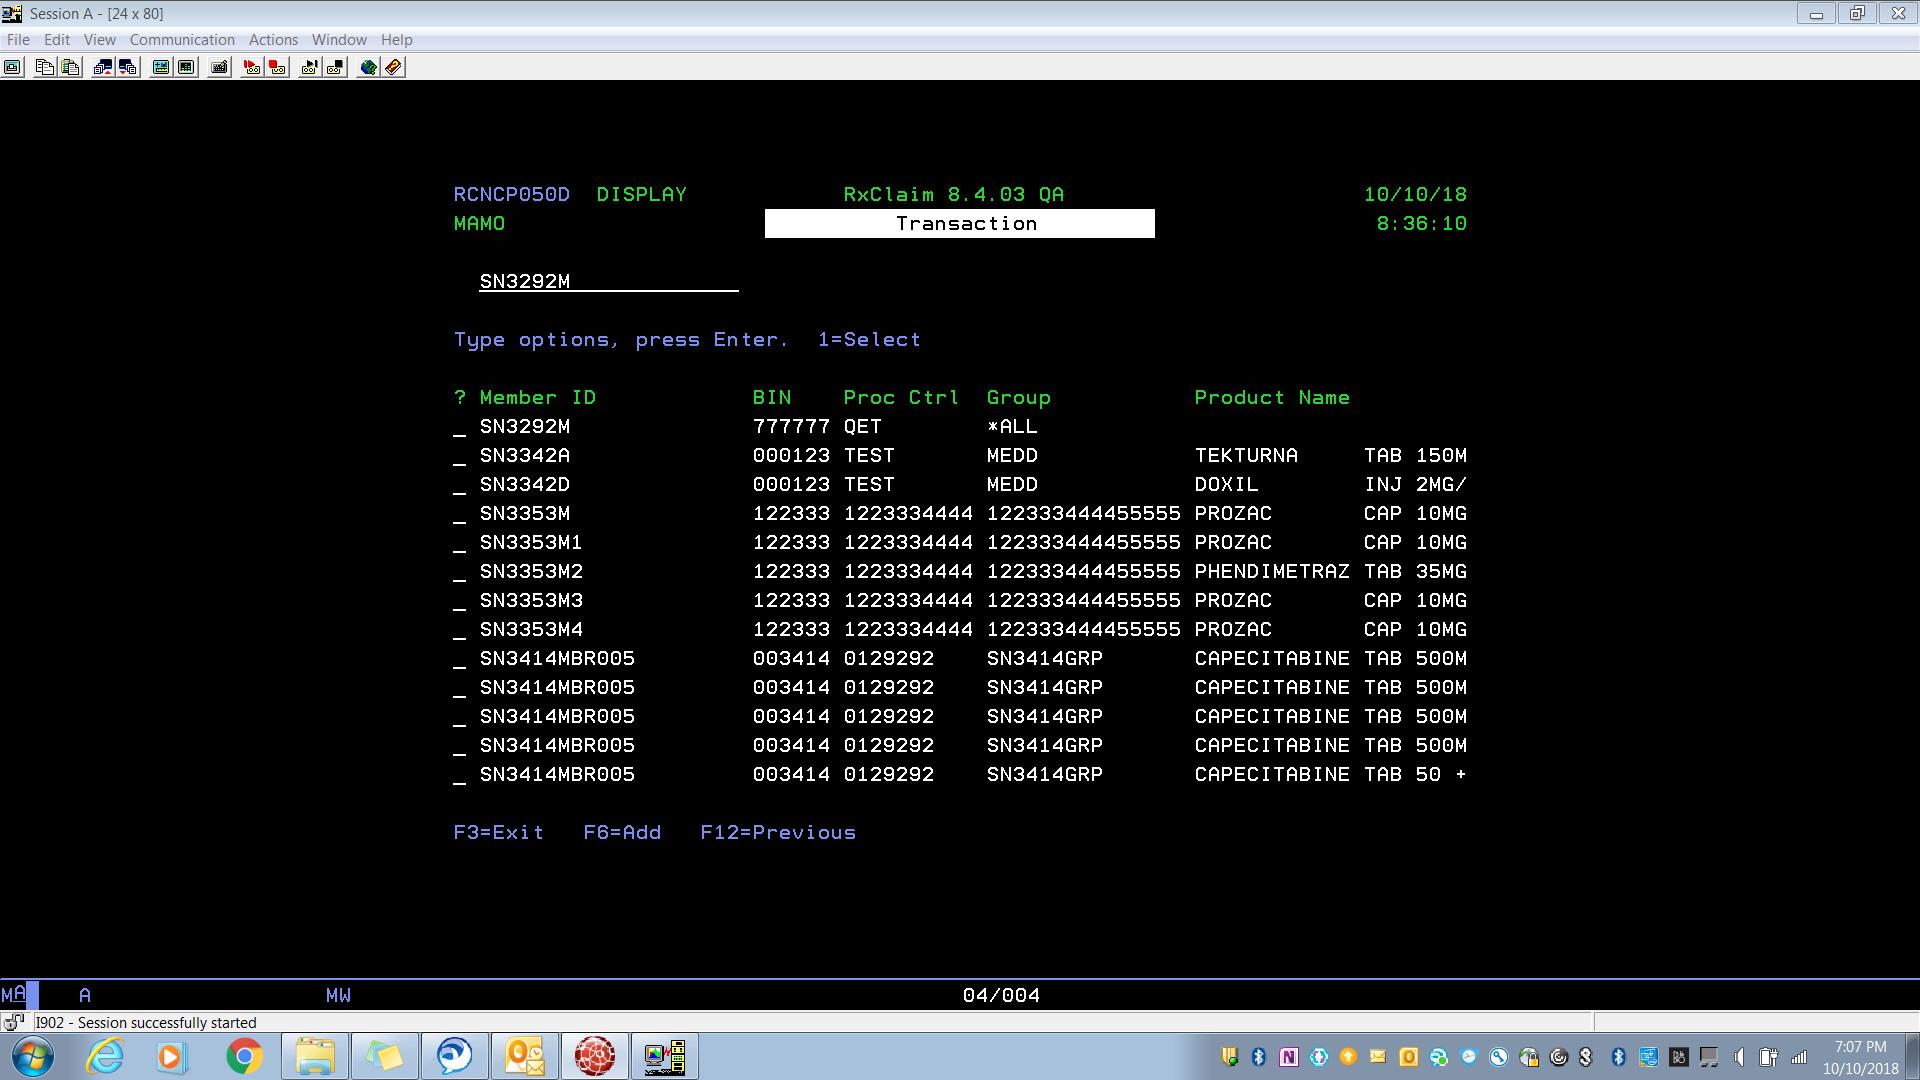 Session A - [24 x 80]
File Edit View Communication Actions Window Help
RCNCP050D DISPLAY RxClaim 8.4.03 QA 10/10/18
MAMO Transaction 8:36:10
SN3292M
Type options, press Enter. 1=Select
? Member ID BIN Proc Ctrl Group Product Name
_ SN3292M 777777 QET *ALL
_ SN3342A 000123 TEST MEDD TEKTURNA TAB 150M
_ SN3342D 000123 TEST MEDD DOXIL INJ 2MG/
_ SN3353M 122333 1223334444 122333444455555 PROZAC CAP 10MG
_ SN3353M1 122333 1223334444 122333444455555 PROZAC CAP 10MG
_ SN3353M2 122333 1223334444 122333444455555 PHENDIMETRAZ TAB 35MG
_ SN3353M3 122333 1223334444 122333444455555 PROZAC CAP 10MG
_ SN3353M4 122333 1223334444 122333444455555 PROZAC CAP 10MG
_ SN3414MBR005 003414 0129292 SN3414GRP CAPECITABINE TAB 500M
_ SN3414MBR005 003414 0129292 SN3414GRP CAPECITABINE TAB 500M
_ SN3414MBR005 003414 0129292 SN3414GRP CAPECITABINE TAB 500M
_ SN3414MBR005 003414 0129292 SN3414GRP CAPECITABINE TAB 500M
_ SN3414MBR005 003414 0129292 SN3414GRP CAPECITABINE TAB 50 +
F3=Exit F6=Add F12=Previous
MA A MW 04/004
I902 - Session successfully started
7:07 PM
10/10/2018